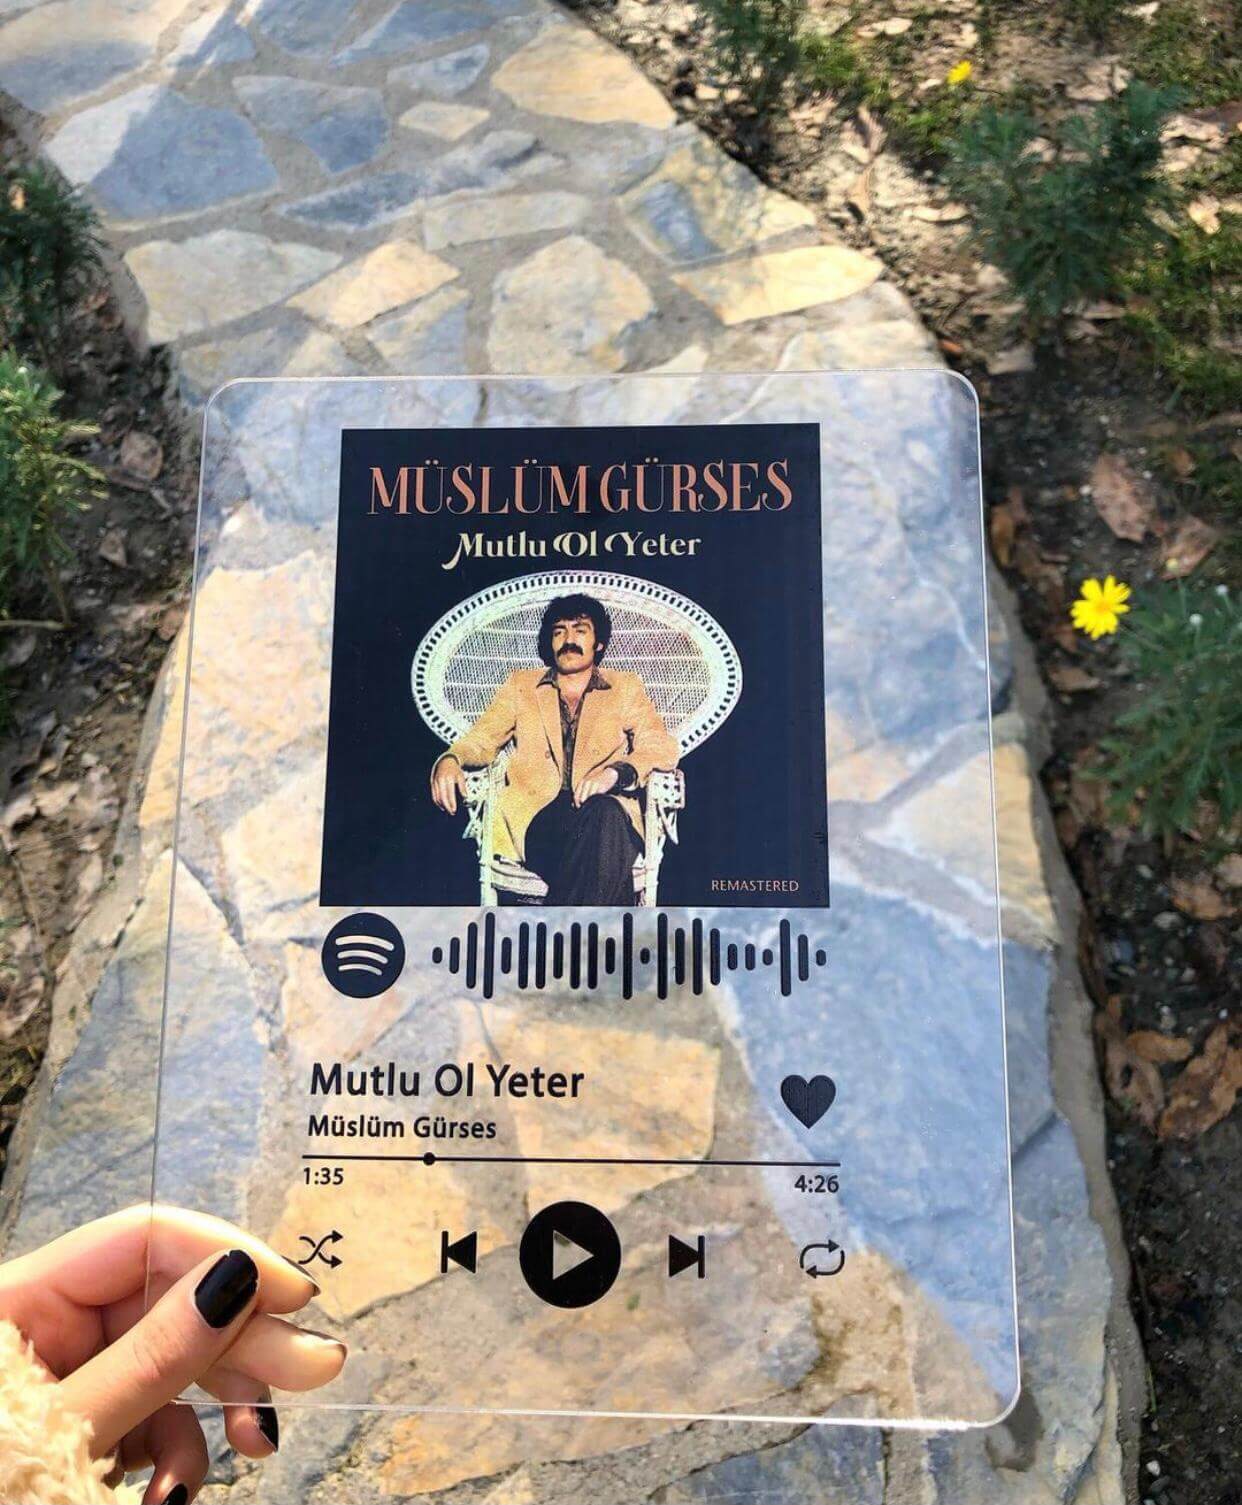 MÜSLÜM GÜRSES
Mutlu Ol Yeter
REMASTERED
Mutlu Ol Yeter
Müslüm Gürses
1:35
4:26